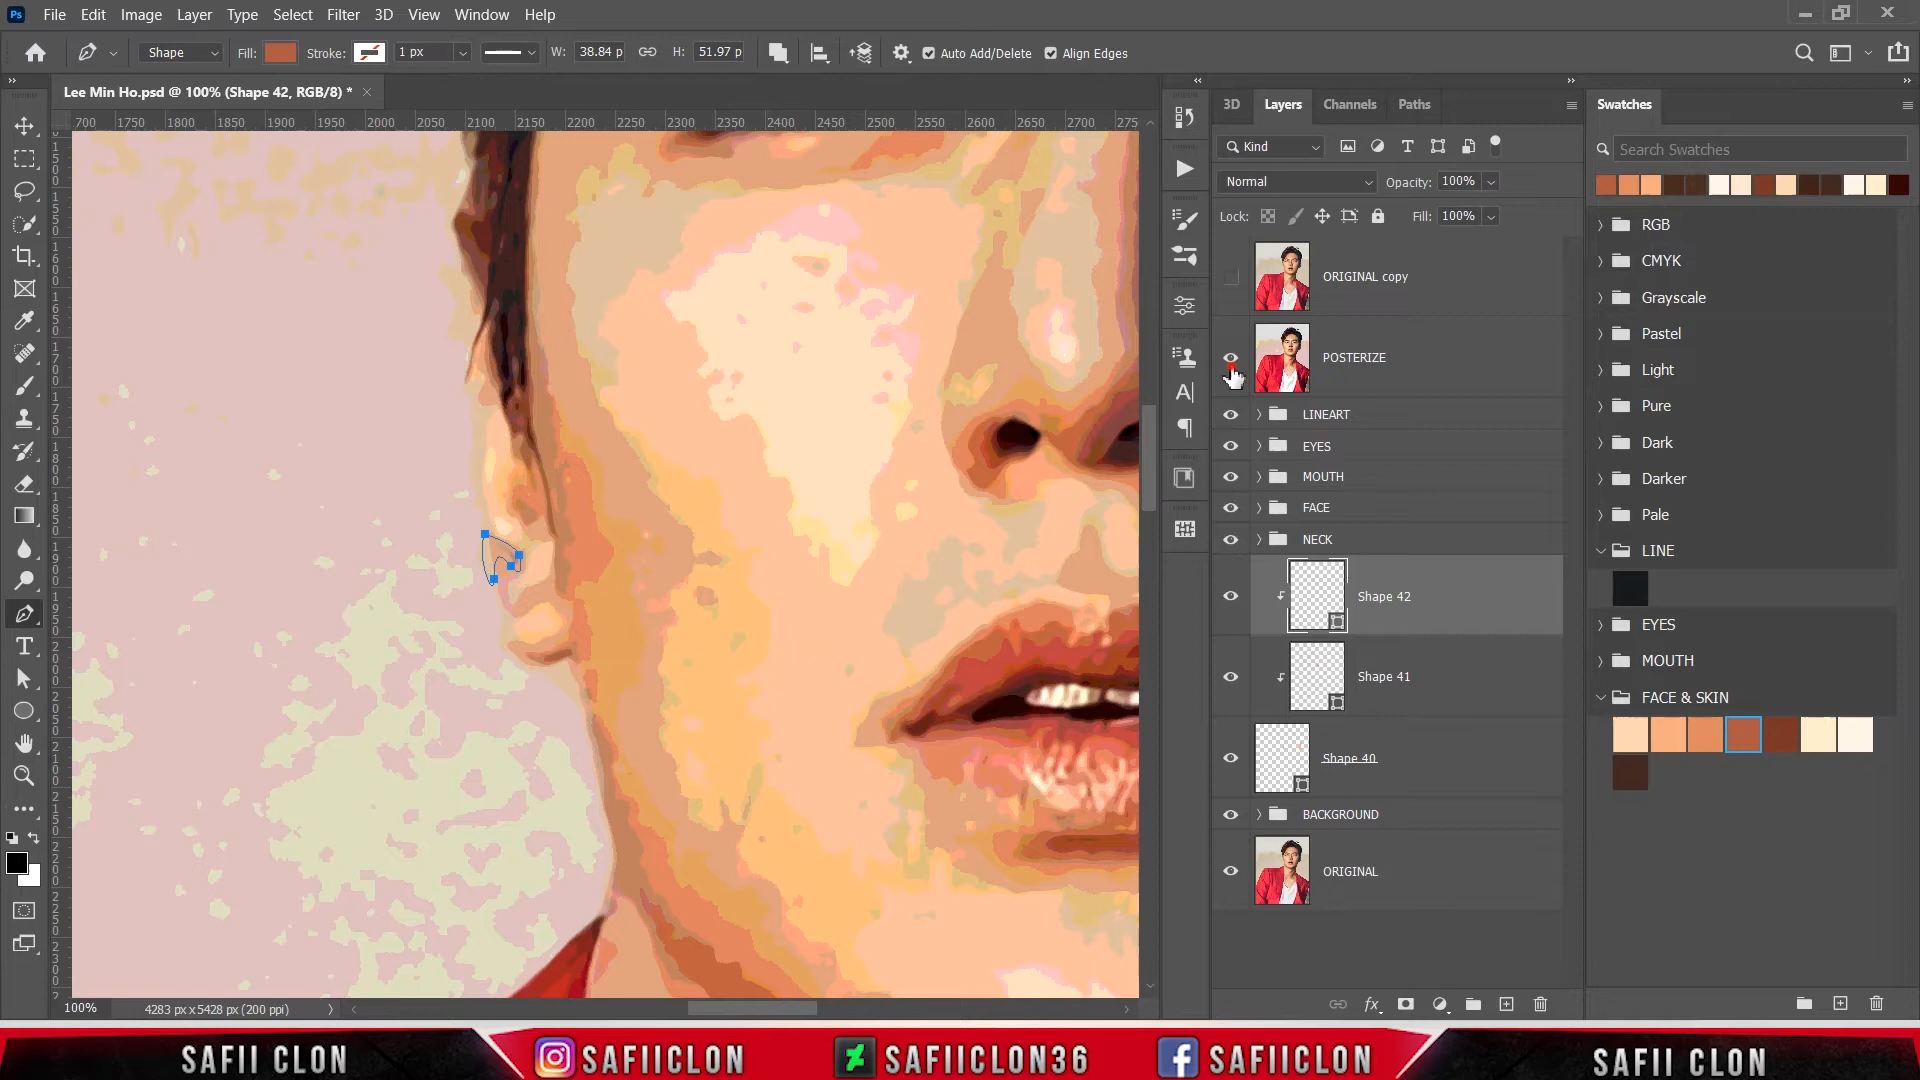 Ps File Edit Image Layer Type Select Filter 3D View Window Help
Shape Fill: Stroke: 1 px W: 38.84 p H: 51.97 p Auto Add/Delete Align Edges
Lee Min Ho.psd @ 100% (Shape 42, RGB/8) *
3D Layers Channels Paths
Swatches
700 1750 1800 1850 1900 1950 2000 2050 2100 2150 2200 2250 2300 2350 2400 2450 2500 2550 2600 2650 2700 275
Kind
Search Swatches
Normal Opacity: 100%
Lock: Fill: 100%
ORIGINAL copy
POSTERIZE
LINEART
EYES
MOUTH
FACE
NECK
Shape 42
Shape 41
Shape 40
BACKGROUND
ORIGINAL
RGB
CMYK
Grayscale
Pastel
Light
Pure
Dark
Darker
Pale
LINE
EYES
MOUTH
FACE & SKIN
100% 4283 px x 5428 px (200 ppi)
SAFII CLON SAFIICLON SAFIICLON36 SAFIICLON SAFII CLON